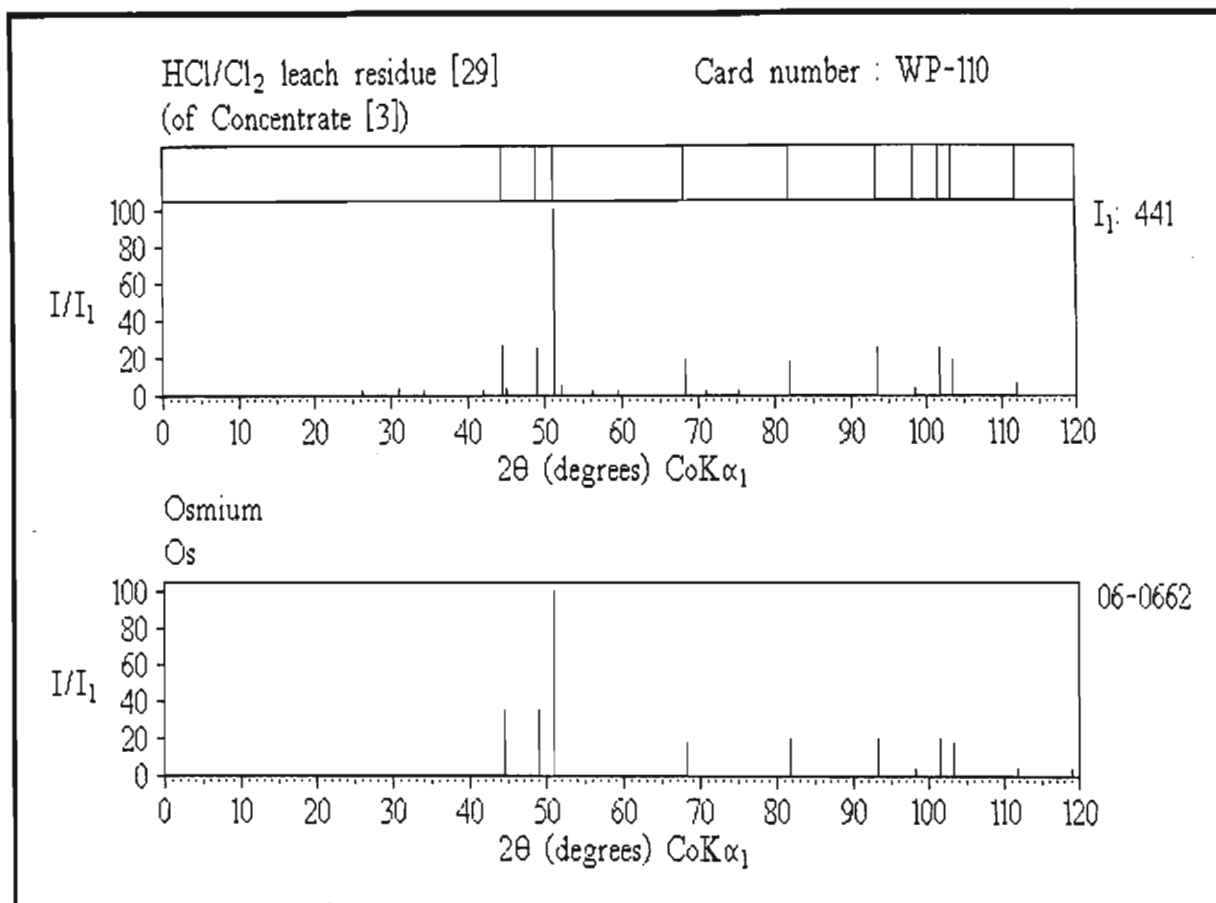 HCl/Cl₂ leach residue [29]
(of Concentrate [3])
Card number : WP-110
I₁: 441
100
80
60
40
20
0
I/I₁
0 10 20 30 40 50 60 70 80 90 100 110 120
2θ (degrees) CoKα₁
Osmium
Os
06-0662
100
80
60
40
20
0
I/I₁
0 10 20 30 40 50 60 70 80 90 100 110 120
2θ (degrees) CoKα₁